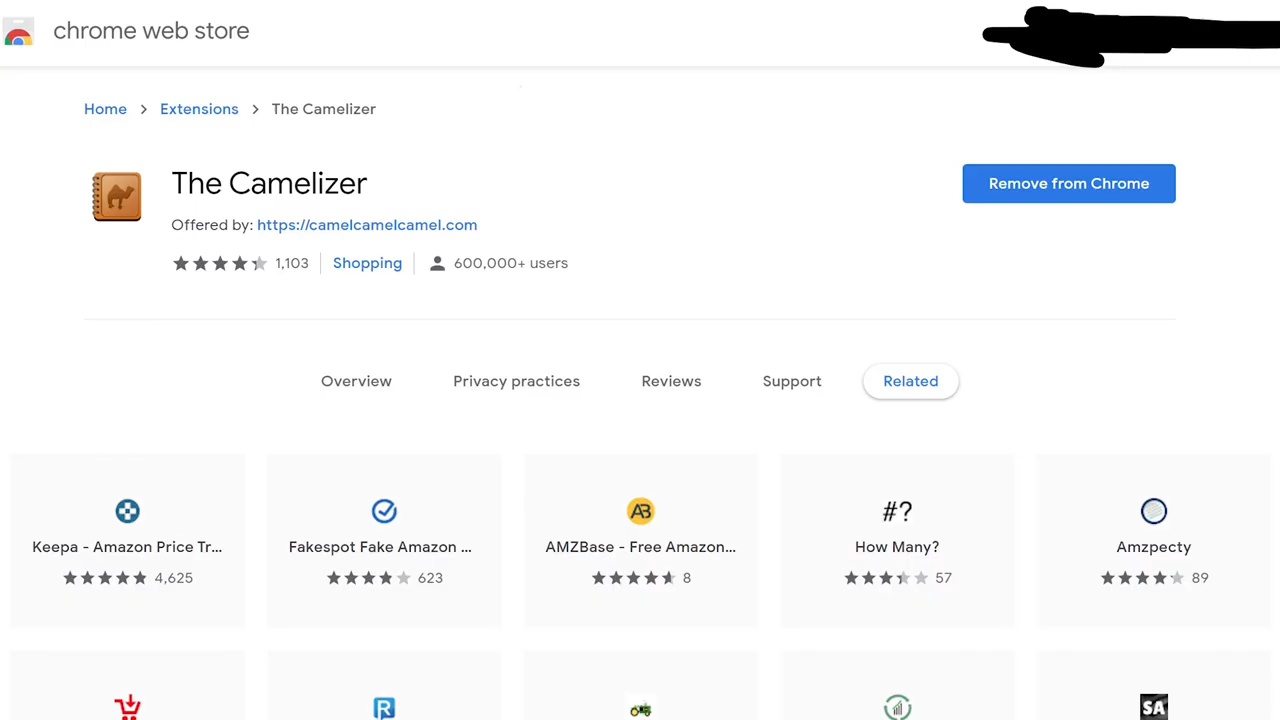 chrome web store
Home > Extensions > The Camelizer
The Camelizer
Remove from Chrome
Offered by: https://camelcamelcamel.com
1,103 Shopping 600,000+ users
Overview Privacy practices Reviews Support Related
#?
AB
Keepa - Amazon Price Tr... Fakespot Fake Amazon ... AMZBase - Free Amazon... How Many? Amzpecty
4,625 623 8 57 89
R SA